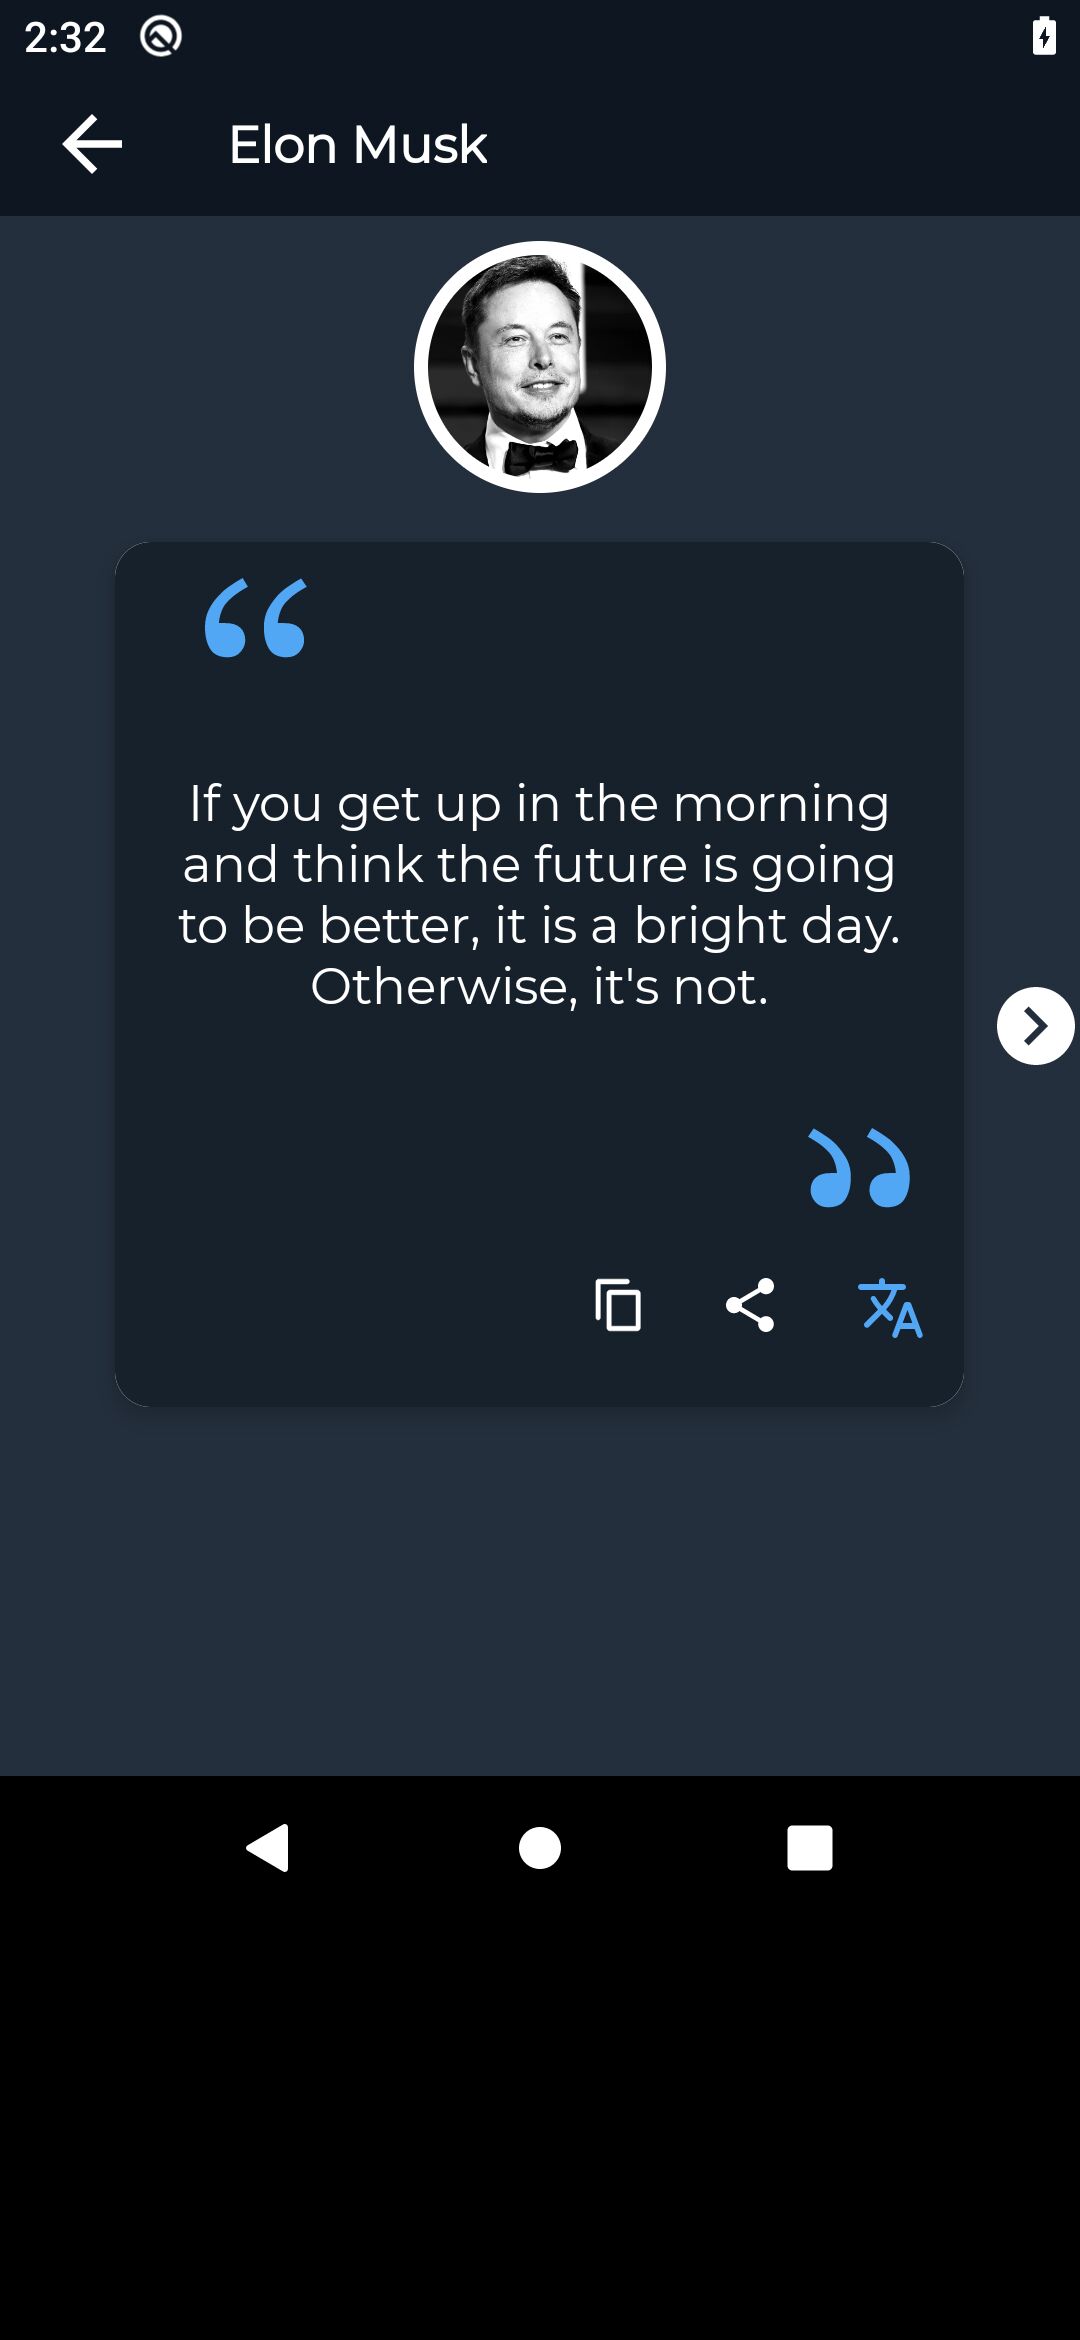 2:32
Elon Musk
If you get up in the morning
and think the future is going
to be better, it is a bright day.
Otherwise, it's not.